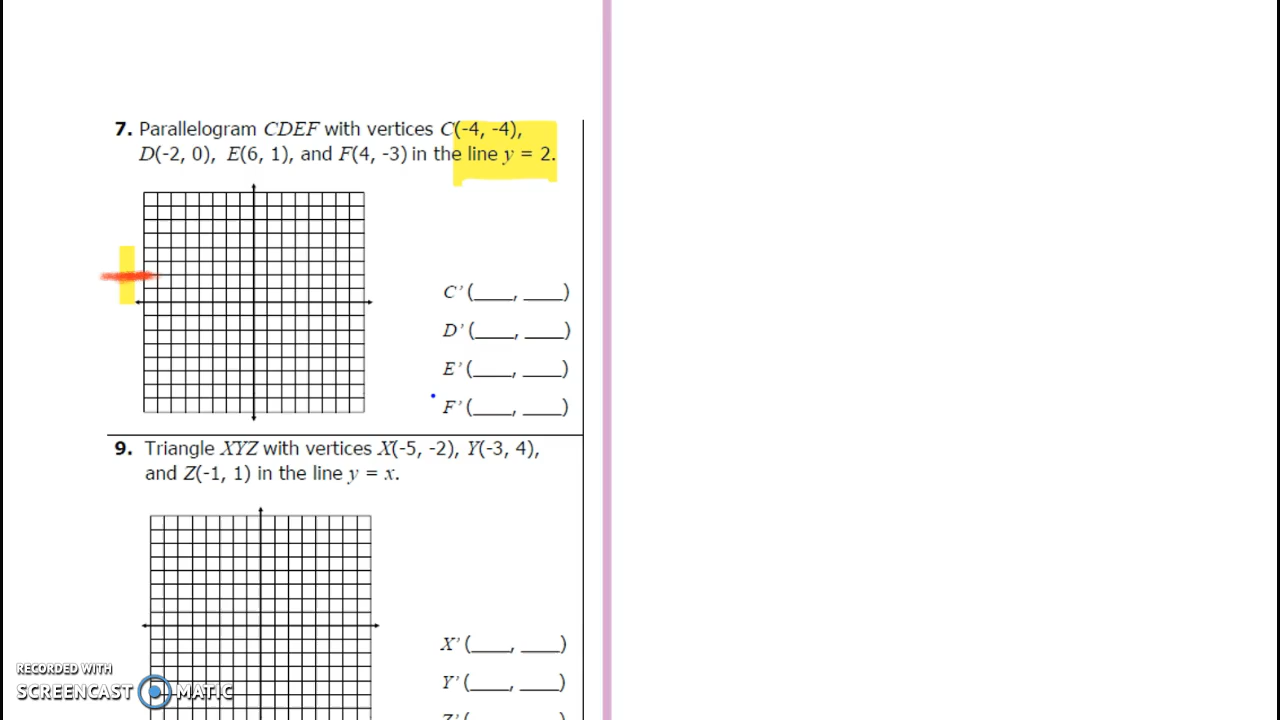 7. Parallelogram CDEF with vertices C(-4, -4),
D(-2, 0), E(6, 1), and F(4, -3) in the line y = 2.
C’(____, ____)
D’(____, ____)
E’(____, ____)
F’(____, ____)
9. Triangle XYZ with vertices X(-5, -2), Y(-3, 4),
and Z(-1, 1) in the line y = x.
X’(____, ____)
Y’(____, ____)
Z’(____, ____)
RECORDED WITH
SCREENCAST MATIC